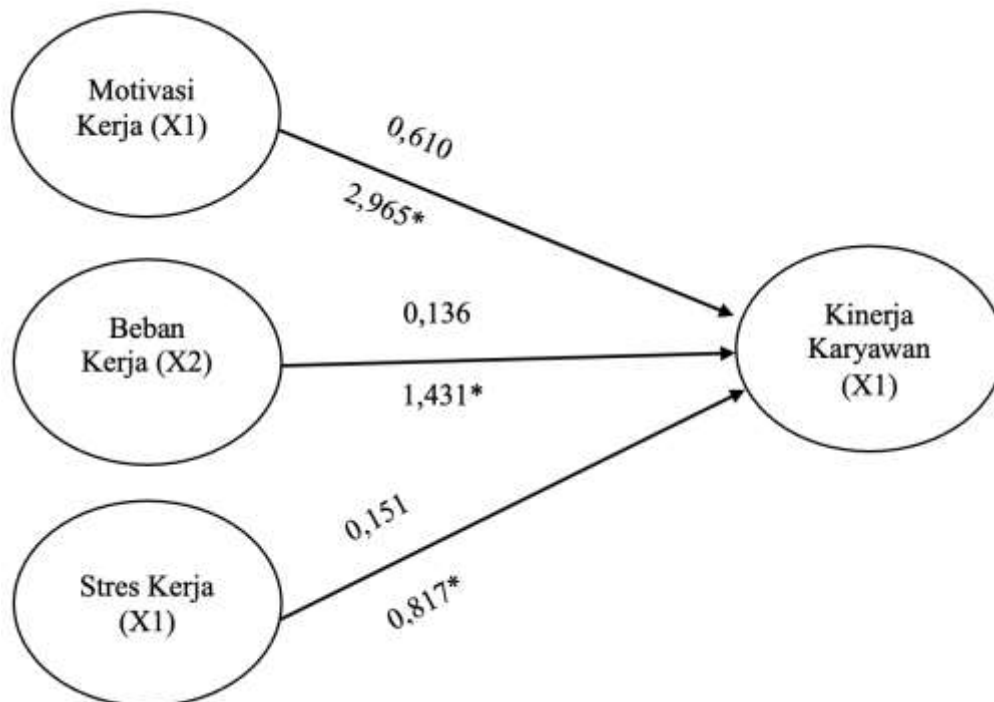 Motivasi
Kerja (X1)
0,610
2,965*
Beban
Kerja (X2)
0,136
1,431*
Kinerja
Karyawan
(X1)
Stres Kerja
(X1)
0,151
0,817*